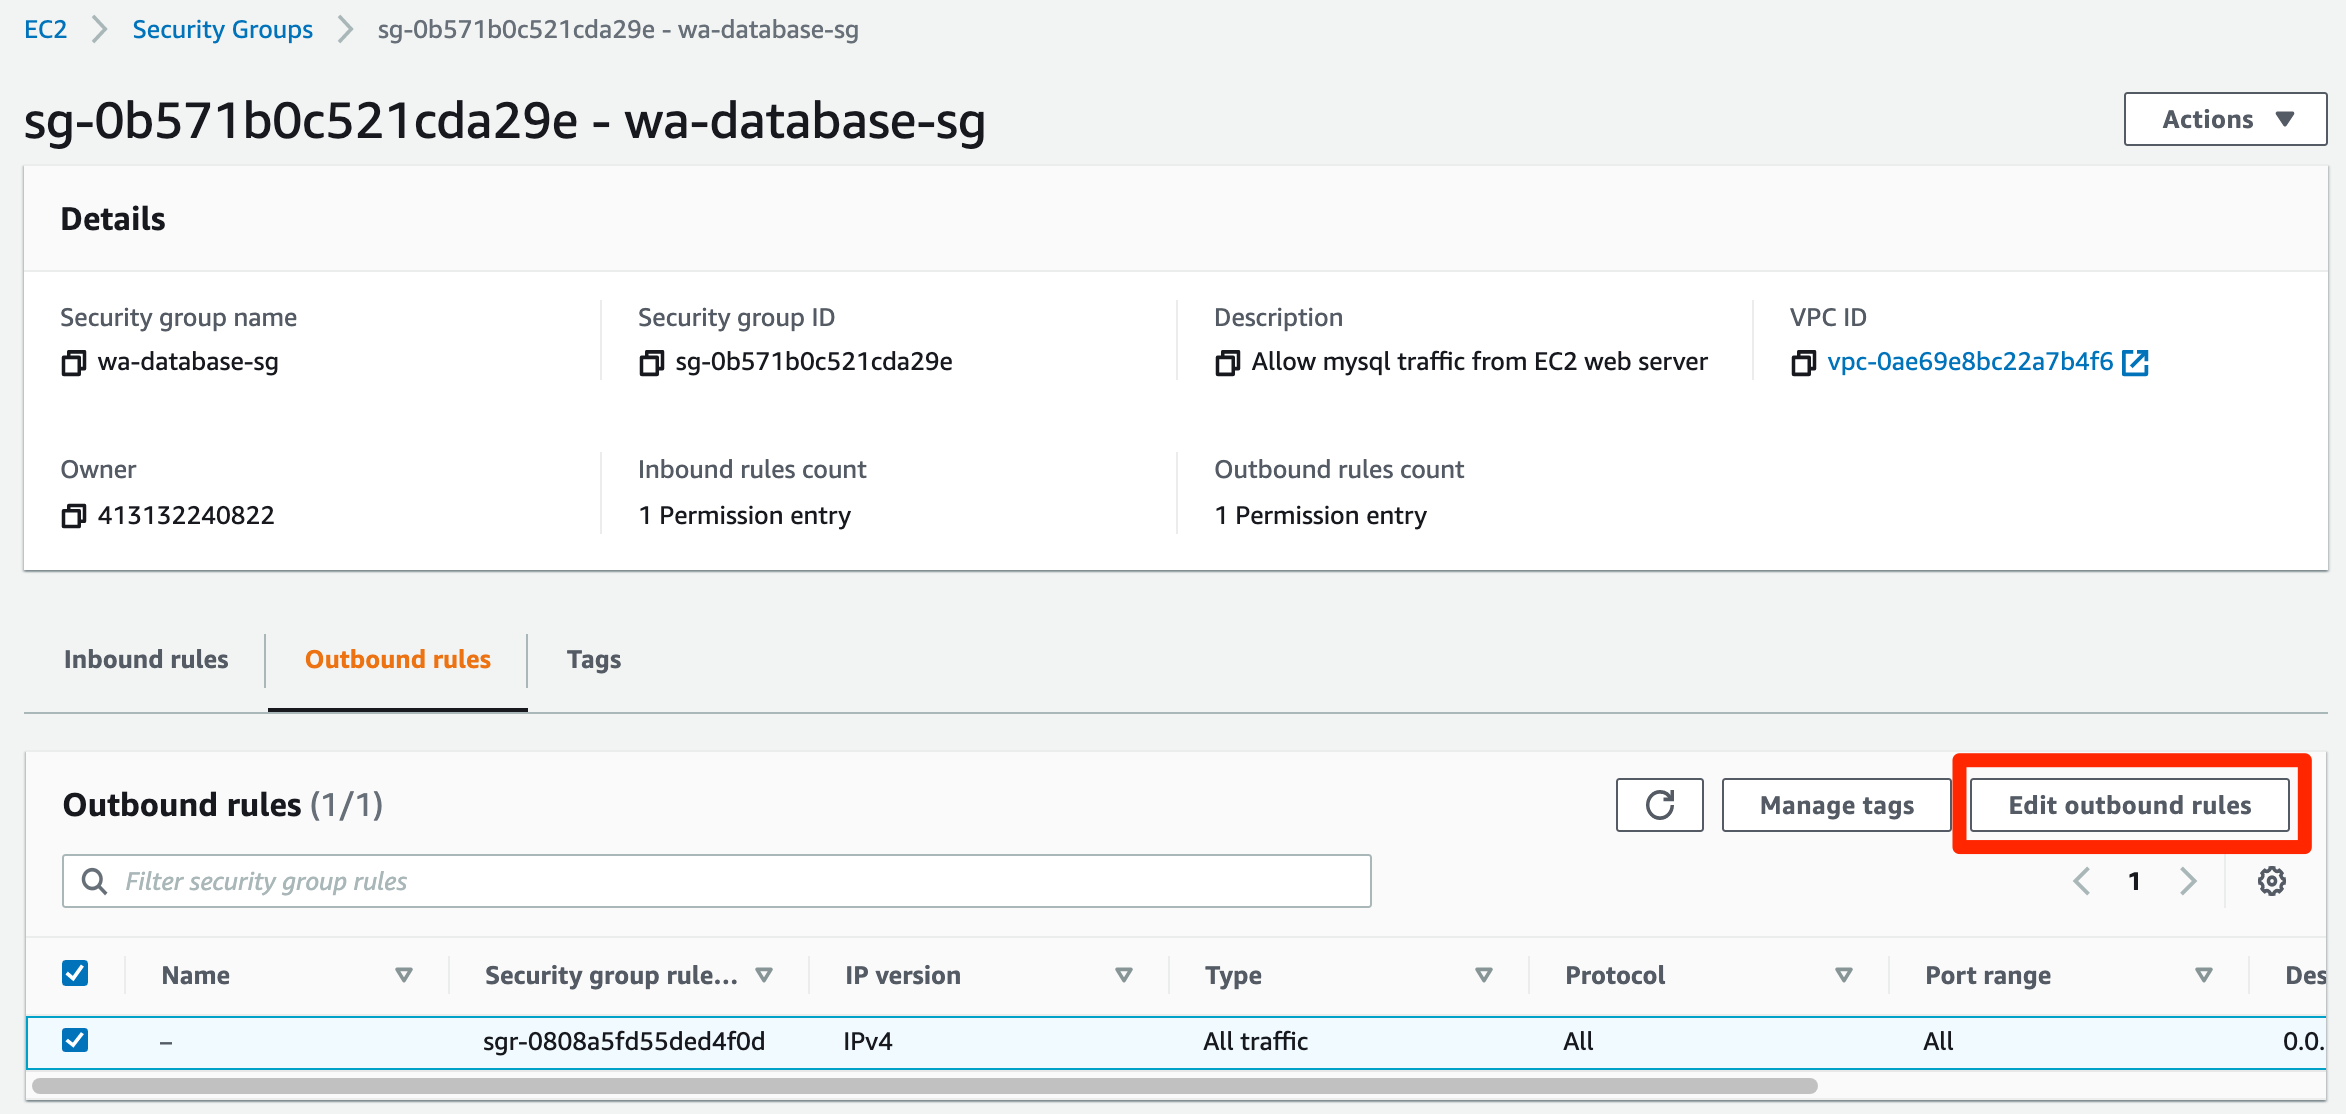 EC2 > Security Groups > sg-0b571b0c521cda29e - wa-database-sg
sg-0b571b0c521cda29e - wa-database-sg
Actions
Details
Security group name
wa-database-sg
Security group ID
sg-0b571b0c521cda29e
Description
Allow mysql traffic from EC2 web server
VPC ID
vpc-0ae69e8bc22a7b4f6
Owner
413132240822
Inbound rules count
1 Permission entry
Outbound rules count
1 Permission entry
Inbound rules
Outbound rules
Tags
Outbound rules (1/1)
Manage tags
Edit outbound rules
Filter security group rules
1
Name Security group rule... IP version Type Protocol Port range Des
– sgr-0808a5fd55ded4f0d IPv4 All traffic All All 0.0.